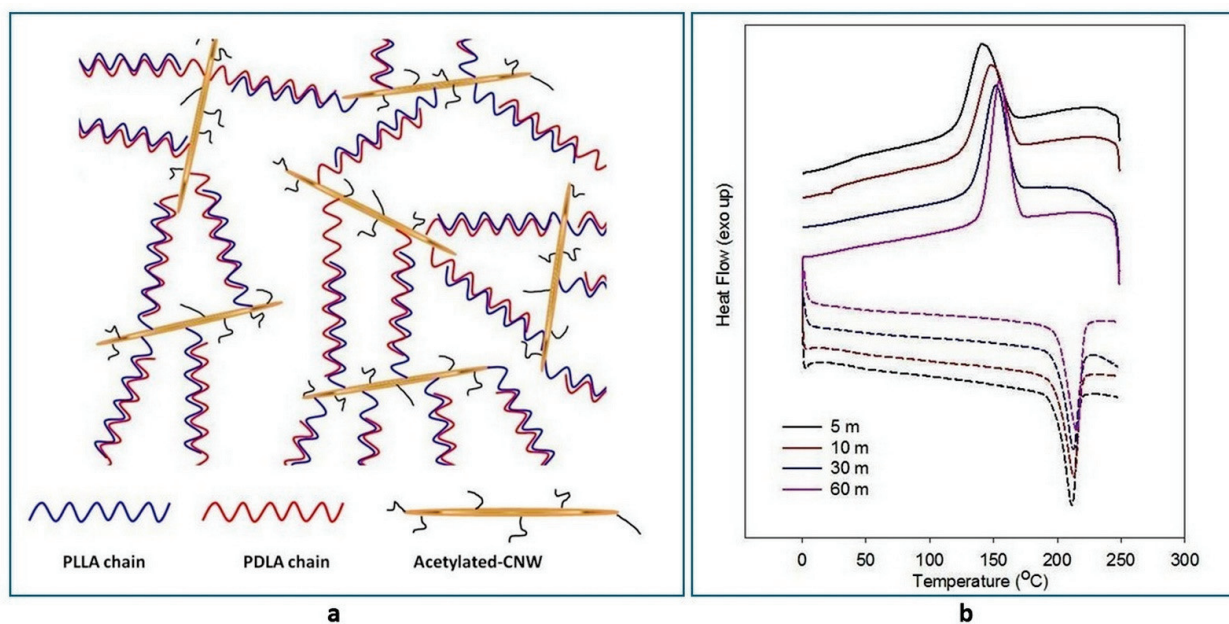 PLLA chain
PDLA chain
Acetylated-CNW
a
Heat Flow (exo up)
5 m
10 m
30 m
60 m
0
50
100
150
200
250
300
Temperature (°C)
b